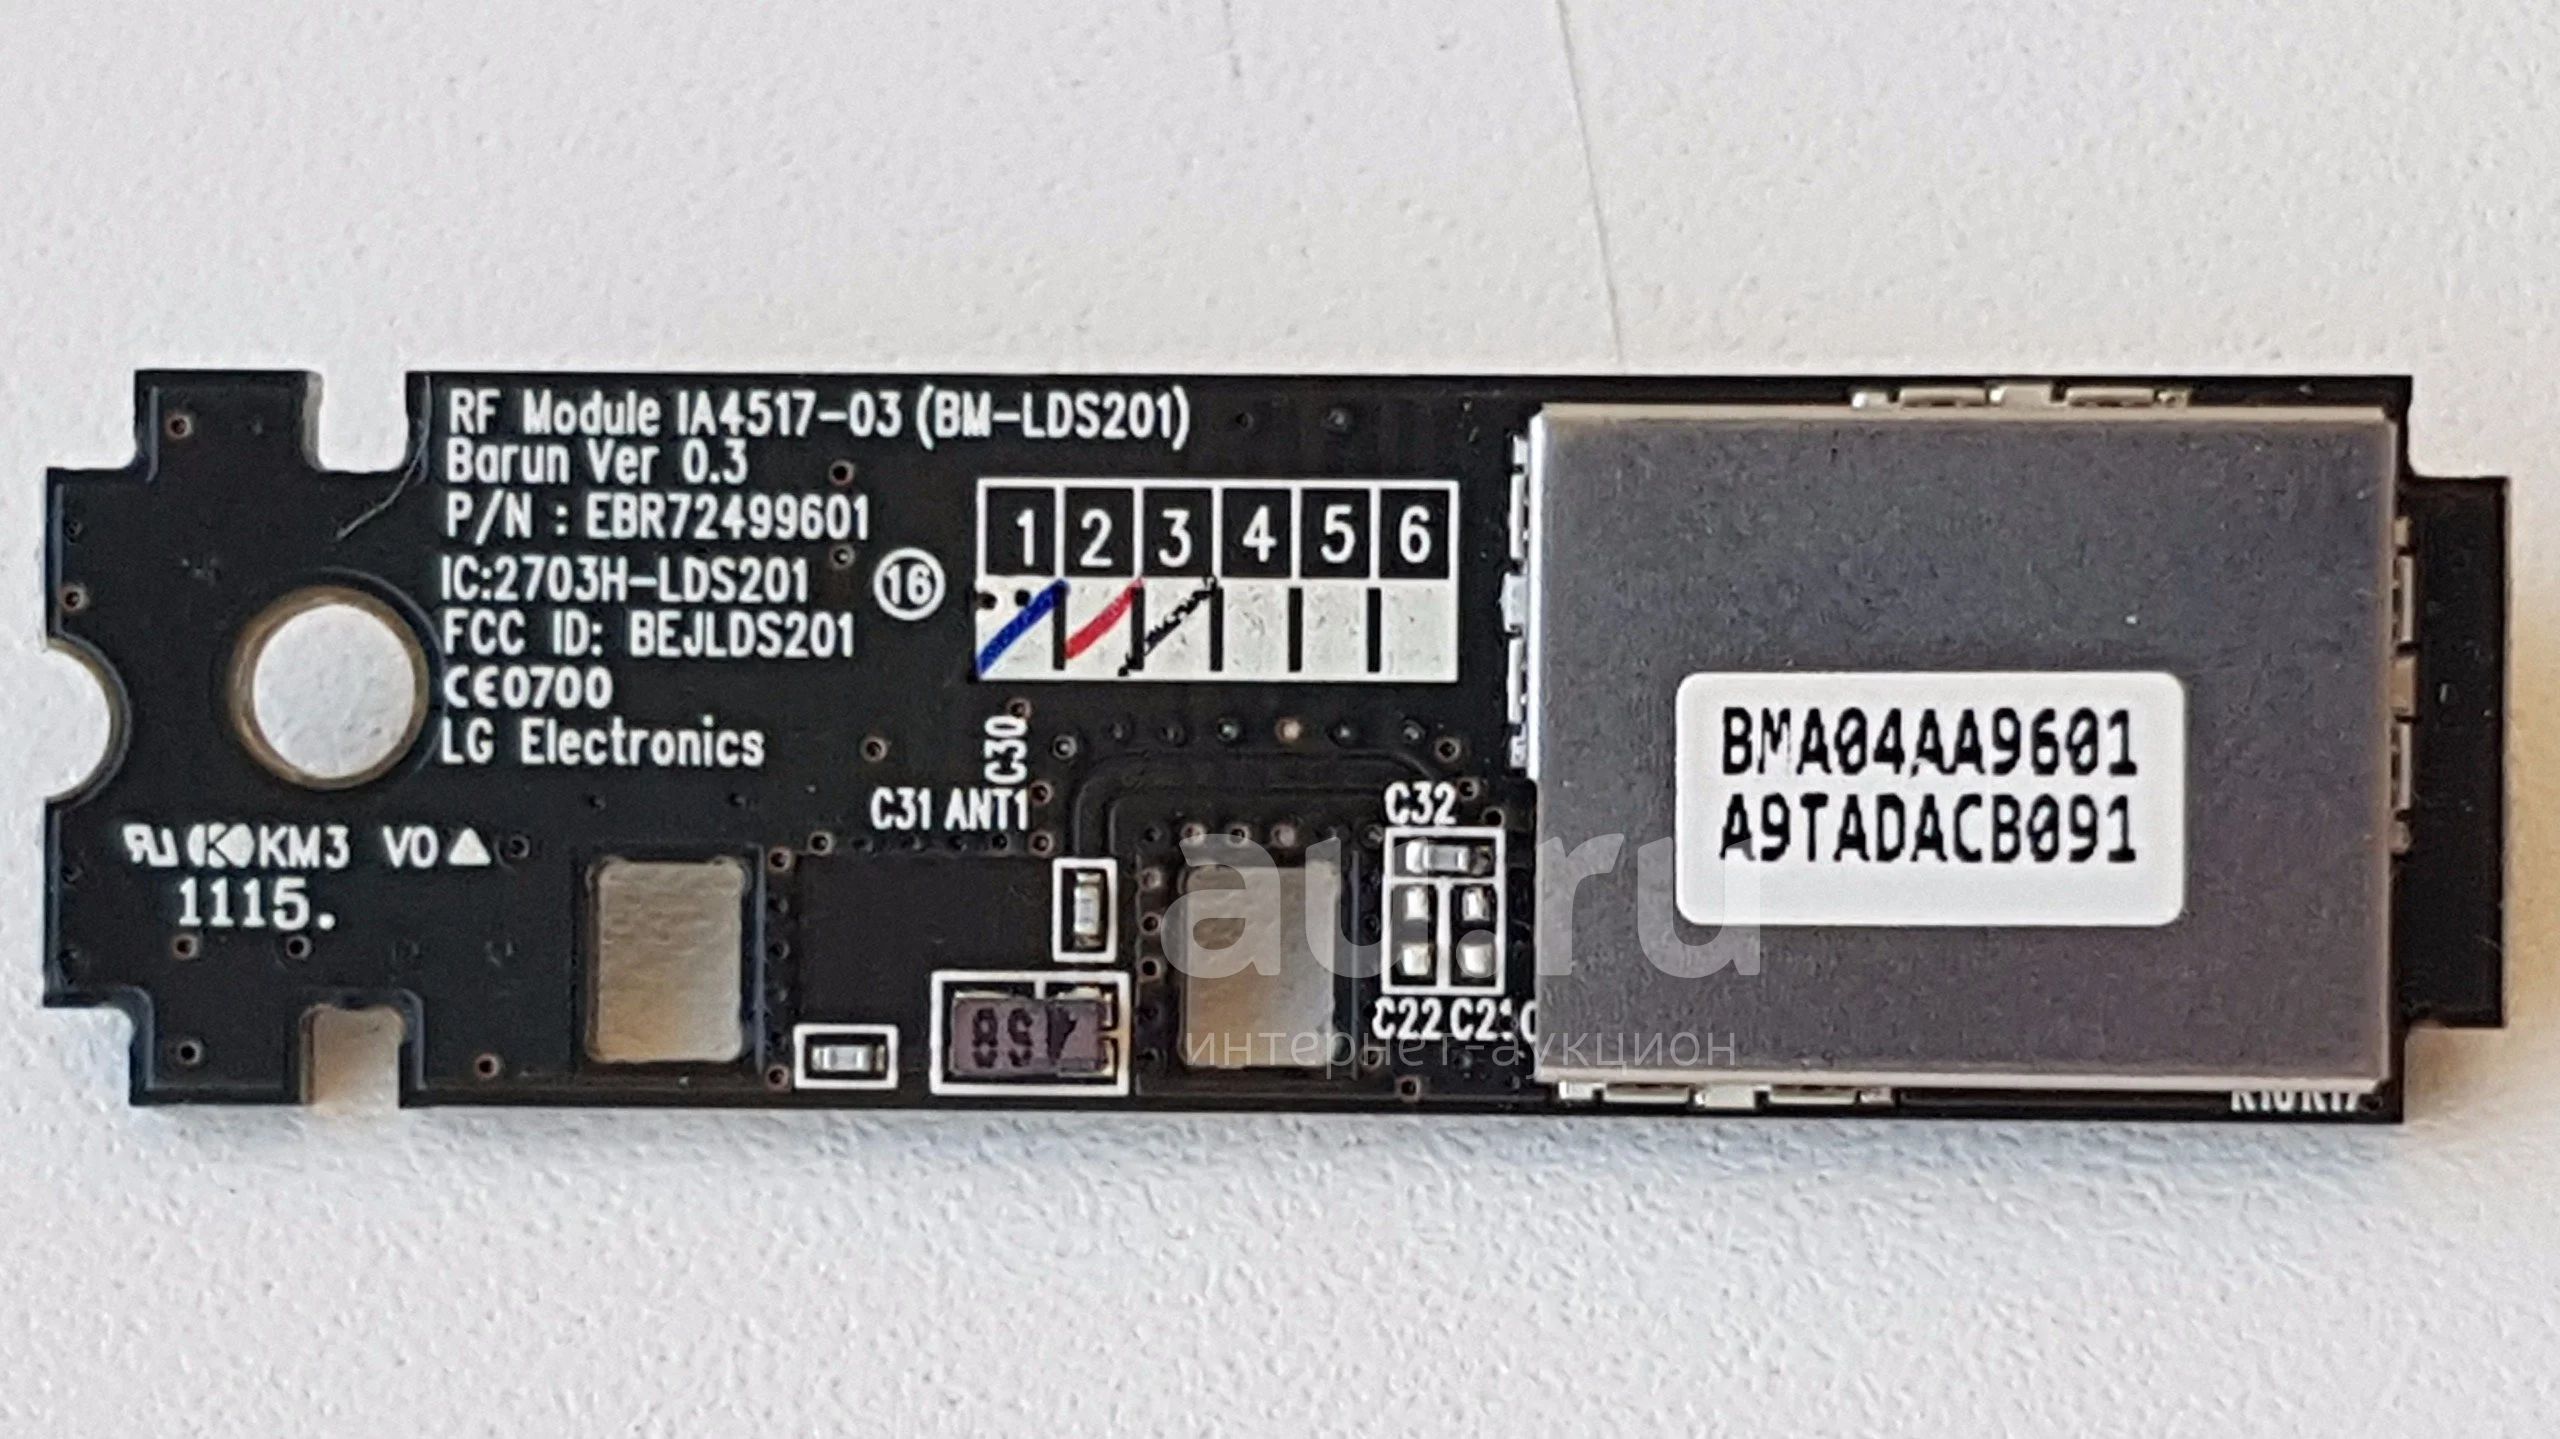 RF Module IA4517-03 (BM-LDS201)
Barun Ver 0.3
P/N : EBR72499601
IC:2703H-LDS201
FCC ID: BEJLDS201
CE0700
LG Electronics
16
1 2 3 4 5 6
C30
C31 ANT1
C32
KM3 V0
1115.
C22
BMA04AA9601
A9TADACB091
au.ru
интернет-аукцион